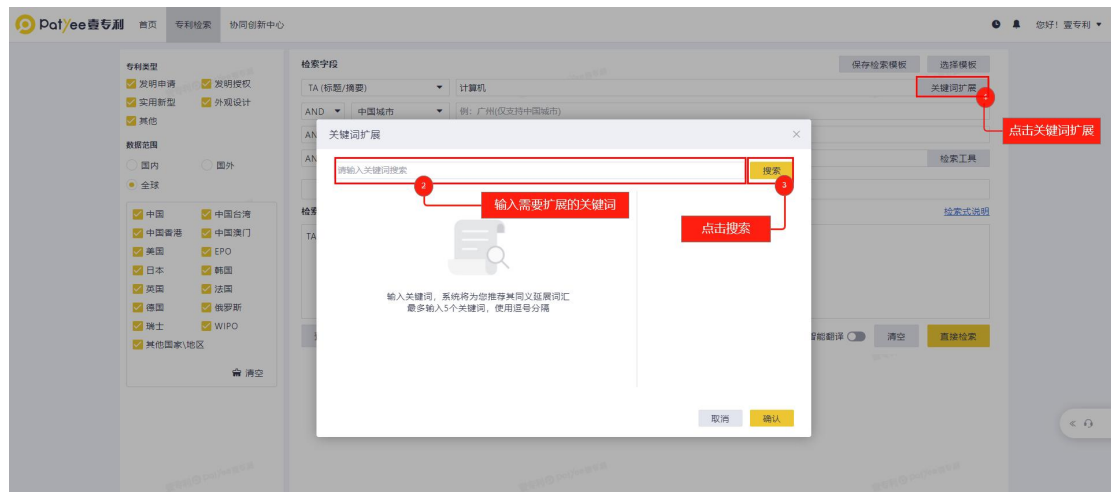 Patyee壹专利 首页 专利检索 协同创新中心 您好！壹专利
专利类型
发明申请 发明授权
实用新型 外观设计
其他
数据范围
国内 国外
全球
中国 中国台湾
中国香港 中国澳门
美国 EPO
日本 韩国
英国 法国
德国 俄罗斯
瑞士 WIPO
其他国家\地区
清空
检索字段 保存检索模板 选择模板
TA (标题/摘要) 计算机 关键词扩展
1
AND 中国城市 例：广州(仅支持中国城市)
点击关键词扩展
AN
关键词扩展
AN
检索工具
请输入关键词搜索 搜索
2
3
输入需要扩展的关键词
点击搜索
检索式说明
TA
输入关键词，系统将为您推荐其同义延展词汇
最多输入5个关键词，使用逗号分隔
智能翻译 清空 直接检索
取消 确认